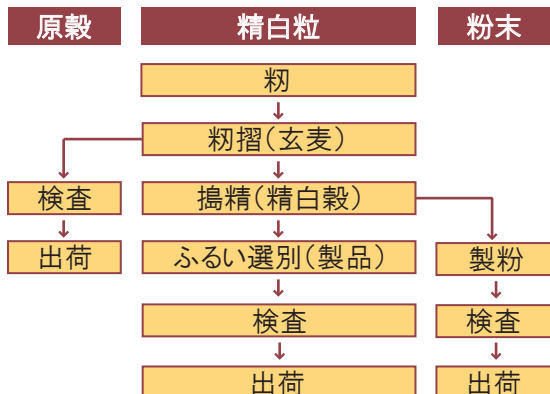 原穀
精白粒
粉末
籾
籾摺(玄麦)
検査
搗精(精白穀)
出荷
ふるい選別(製品)
製粉
検査
検査
出荷
出荷